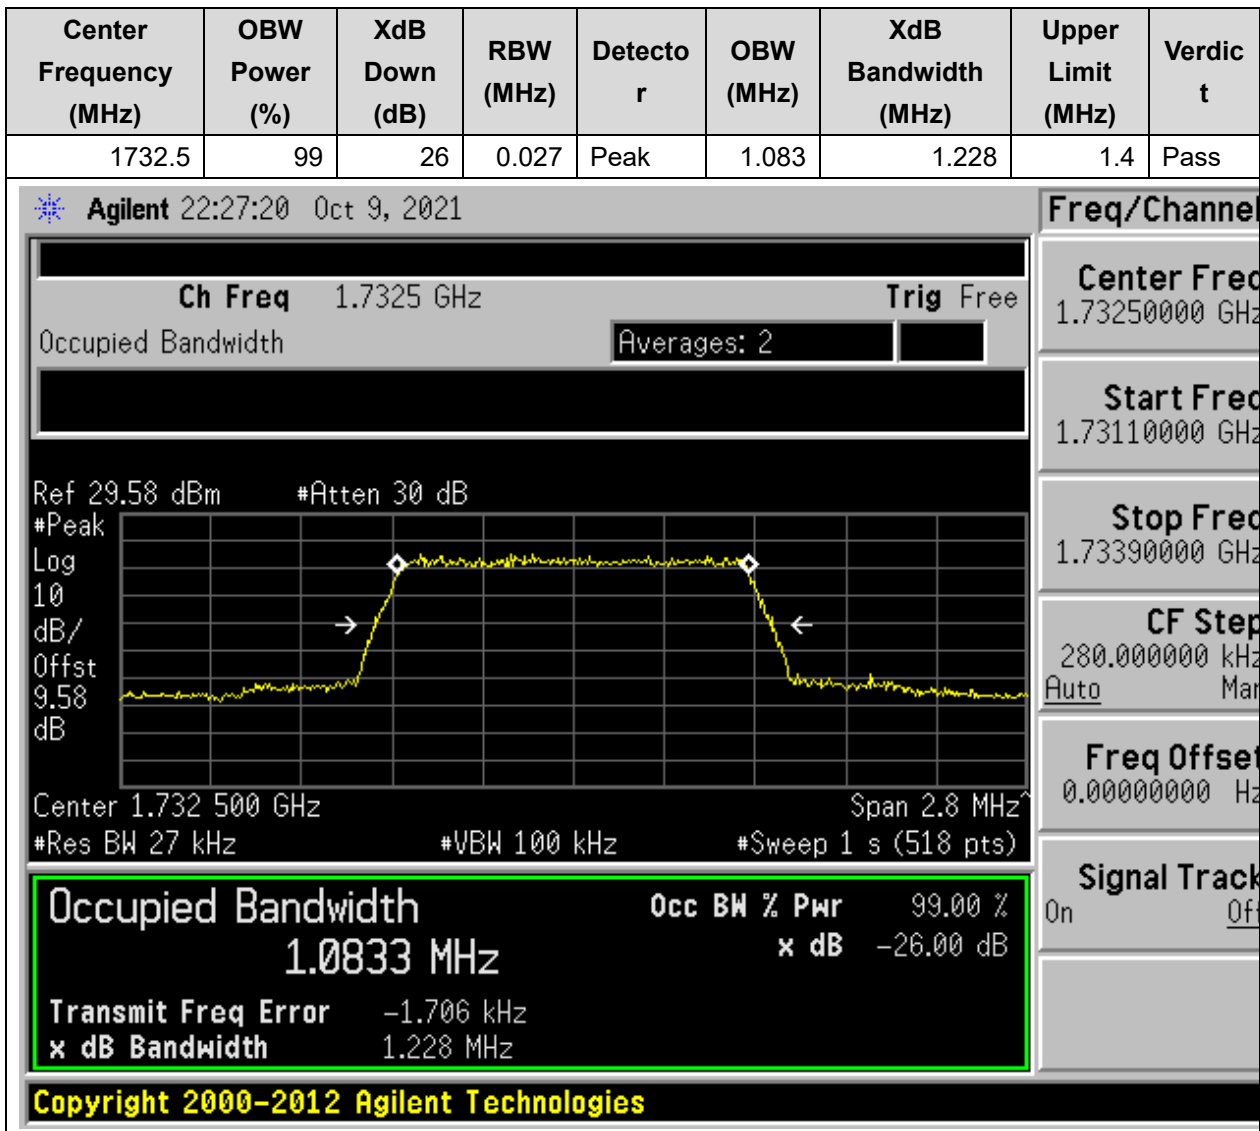 Center Frequency (MHz) OBW Power (%) XdB Down (dB) RBW (MHz) Detecto r OBW (MHz) XdB Bandwidth (MHz) Upper Limit (MHz) Verdic t
1732.5 99 26 0.027 Peak 1.083 1.228 1.4 Pass
Agilent 22:27:20 Oct 9, 2021
Freq/Channel
Ch Freq 1.7325 GHz Trig Free
Occupied Bandwidth Averages: 2
Center Freq
1.73250000 GHz
Start Freq
1.73110000 GHz
Stop Freq
1.73390000 GHz
CF Step
280.000000 kHz
Auto Man
Freq Offset
0.00000000 Hz
Signal Track
On Off
Ref 29.58 dBm #Atten 30 dB
#Peak
Log
10
dB/
Offst
9.58
dB
Center 1.732 500 GHz Span 2.8 MHz^
#Res BW 27 kHz #VBW 100 kHz #Sweep 1 s (518 pts)
Occupied Bandwidth Occ BW % Pwr 99.00 %
1.0833 MHz x dB -26.00 dB
Transmit Freq Error -1.706 kHz
x dB Bandwidth 1.228 MHz
Copyright 2000-2012 Agilent Technologies